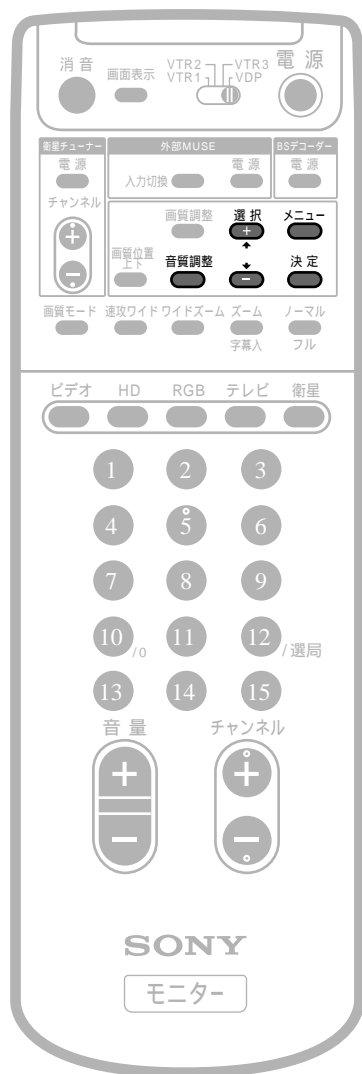 消音 画面表示 VTR2 VTR3 電源
VTR1 VDP
衛星チューナー 外部MUSE BSデコーダー
電源 入力切換 電源 電源
チャンネル 画質調整 選択 メニュー
+ +
画質位置
上下 音質調整 決定
− −
画質モード 速攻ワイド ワイドズーム ズーム ノーマル
字幕入 フル
ビデオ HD RGB テレビ 衛星
1 2 3
4 5 6
7 8 9
10/0 11 12/選局
13 14 15
音量 チャンネル
+ +
− −
SONY
モニター